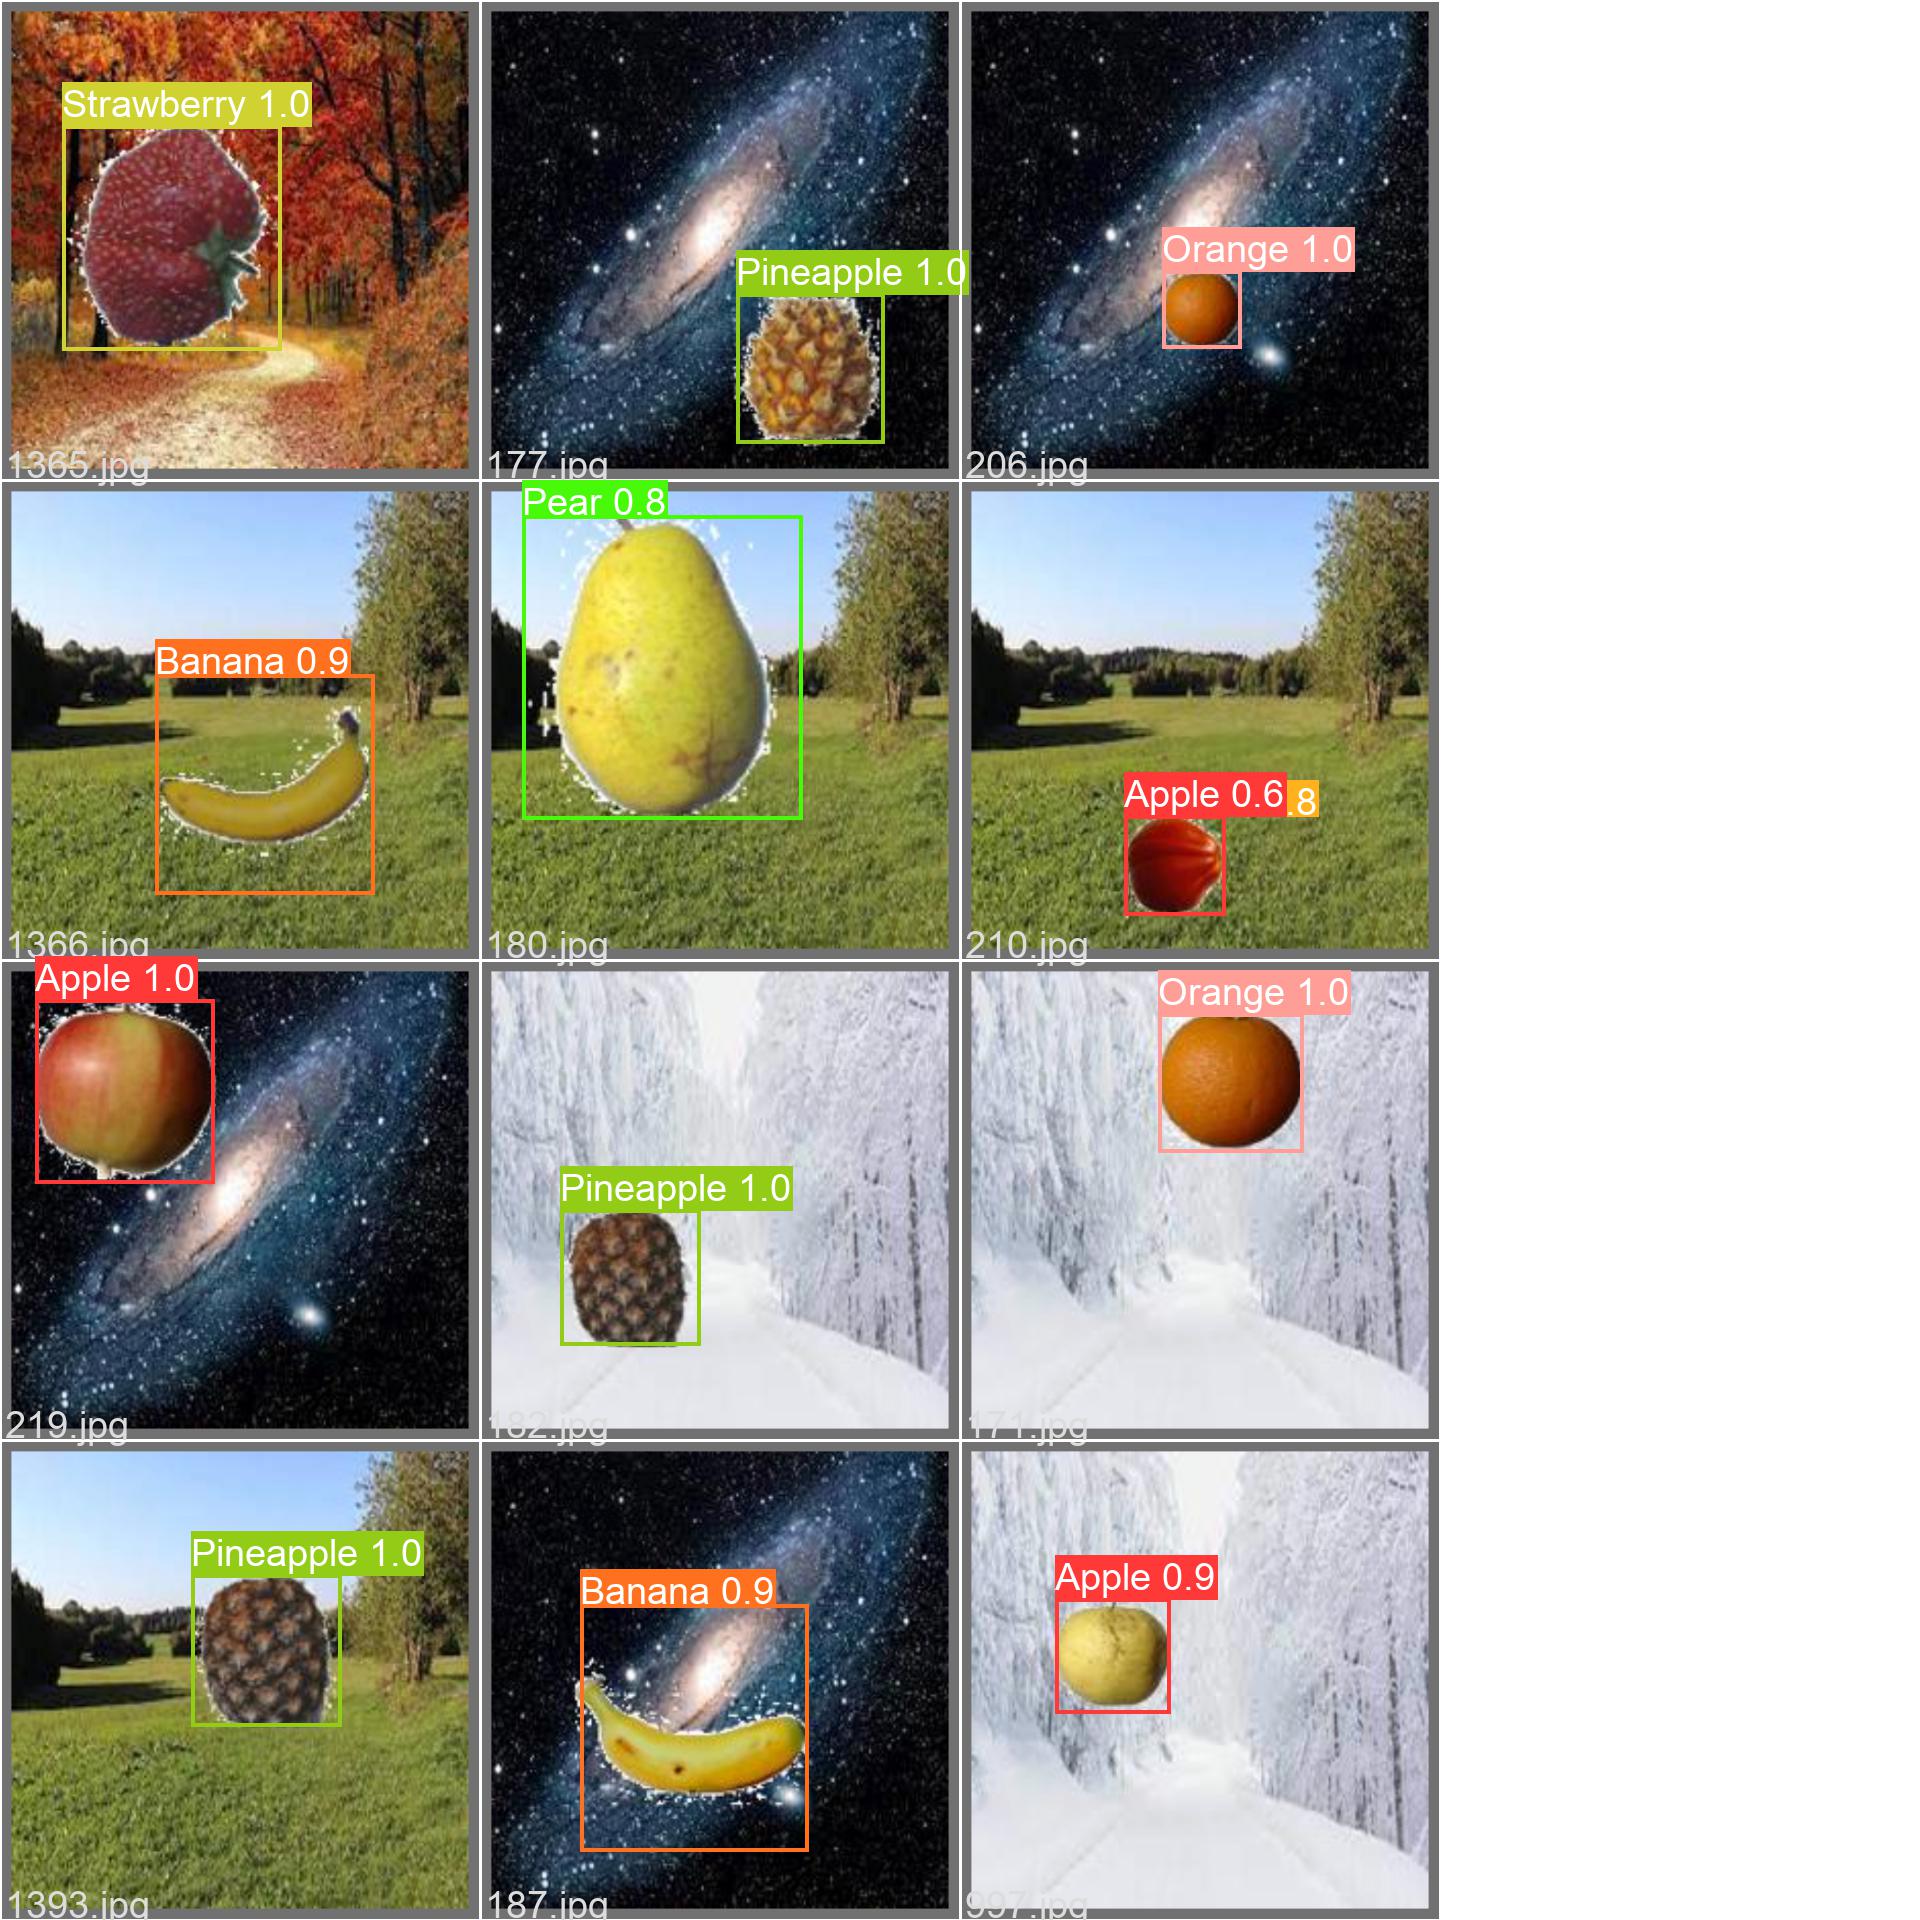 Strawberry 1.0
1365.jpg
Pineapple 1.0
177.jpg
Orange 1.0
206.jpg
Banana 0.9
1366.jpg
Pear 0.8
180.jpg
Apple 0.6
.8
210.jpg
Apple 1.0
219.jpg
Pineapple 1.0
182.jpg
Orange 1.0
171.jpg
Pineapple 1.0
1393.jpg
Banana 0.9
187.jpg
Apple 0.9
997.jpg